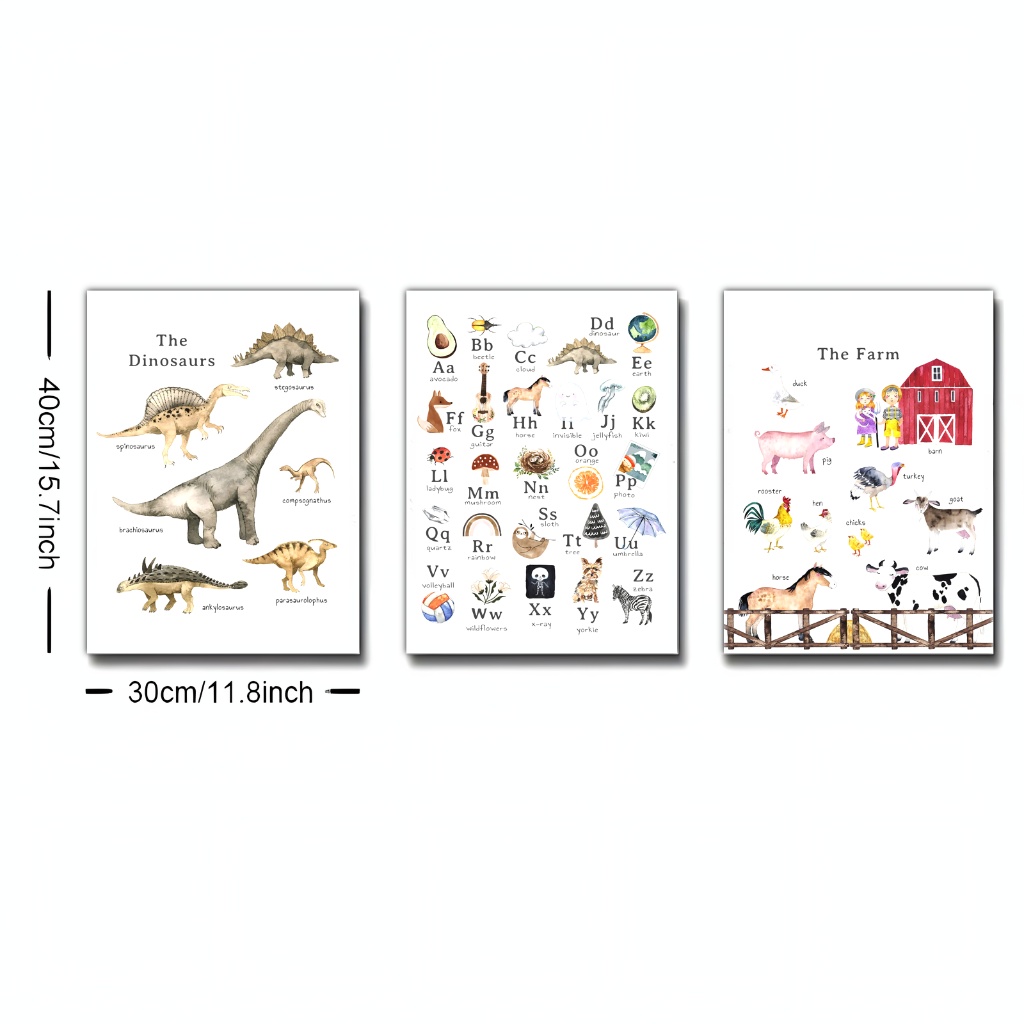 40cm/15.7inch
30cm/11.8inch
The
Dinosaurs
stegosaurus
spinosaurus
compsognathus
brachiosaurus
ankylosaurus
parasaurolophus
Aa
avocado
Bb
beetle
Cc
cloud
Dd
dinosaur
Ee
earth
Ff
fox
Gg
guitar
Hh
horse
Ii
invisible
Jj
jellyfish
Kk
kiwi
Ll
ladybug
Mm
mushroom
Nn
nest
Oo
orange
Pp
photo
Qq
quartz
Rr
rainbow
Ss
sloth
Tt
tree
Uu
umbrella
Vv
volleyball
Ww
wildflowers
Xx
x-ray
Yy
yorkie
Zz
zebra
The Farm
duck
pig
barn
turkey
rooster
hen
chicks
goat
horse
cow